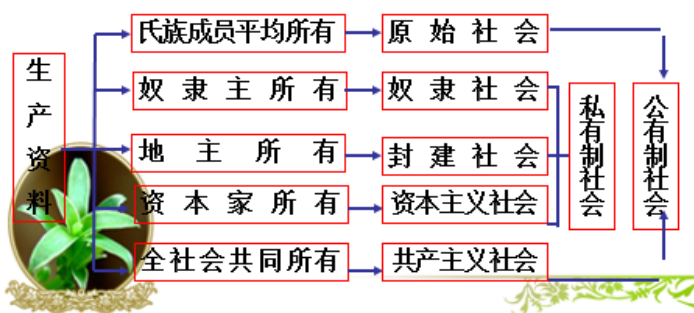 生产资料
氏族成员平均所有
原始社会
奴隶主所有
奴隶社会
地主所有
封建社会
资本家所有
资本主义社会
全社会共同所有
共产主义社会
私有制社会
公有制社会